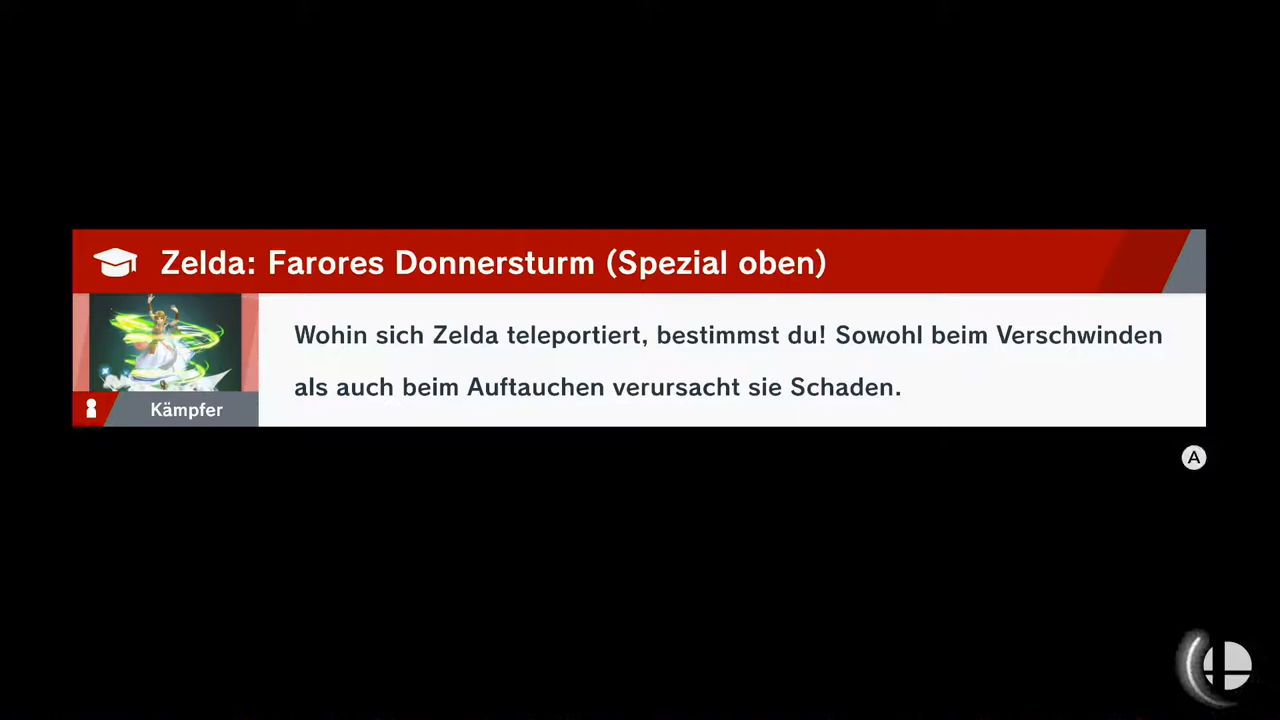 Zelda: Farores Donnersturm (Spezial oben)
Wohin sich Zelda teleportiert, bestimmst du! Sowohl beim Verschwinden
als auch beim Auftauchen verursacht sie Schaden.
Kämpfer
A